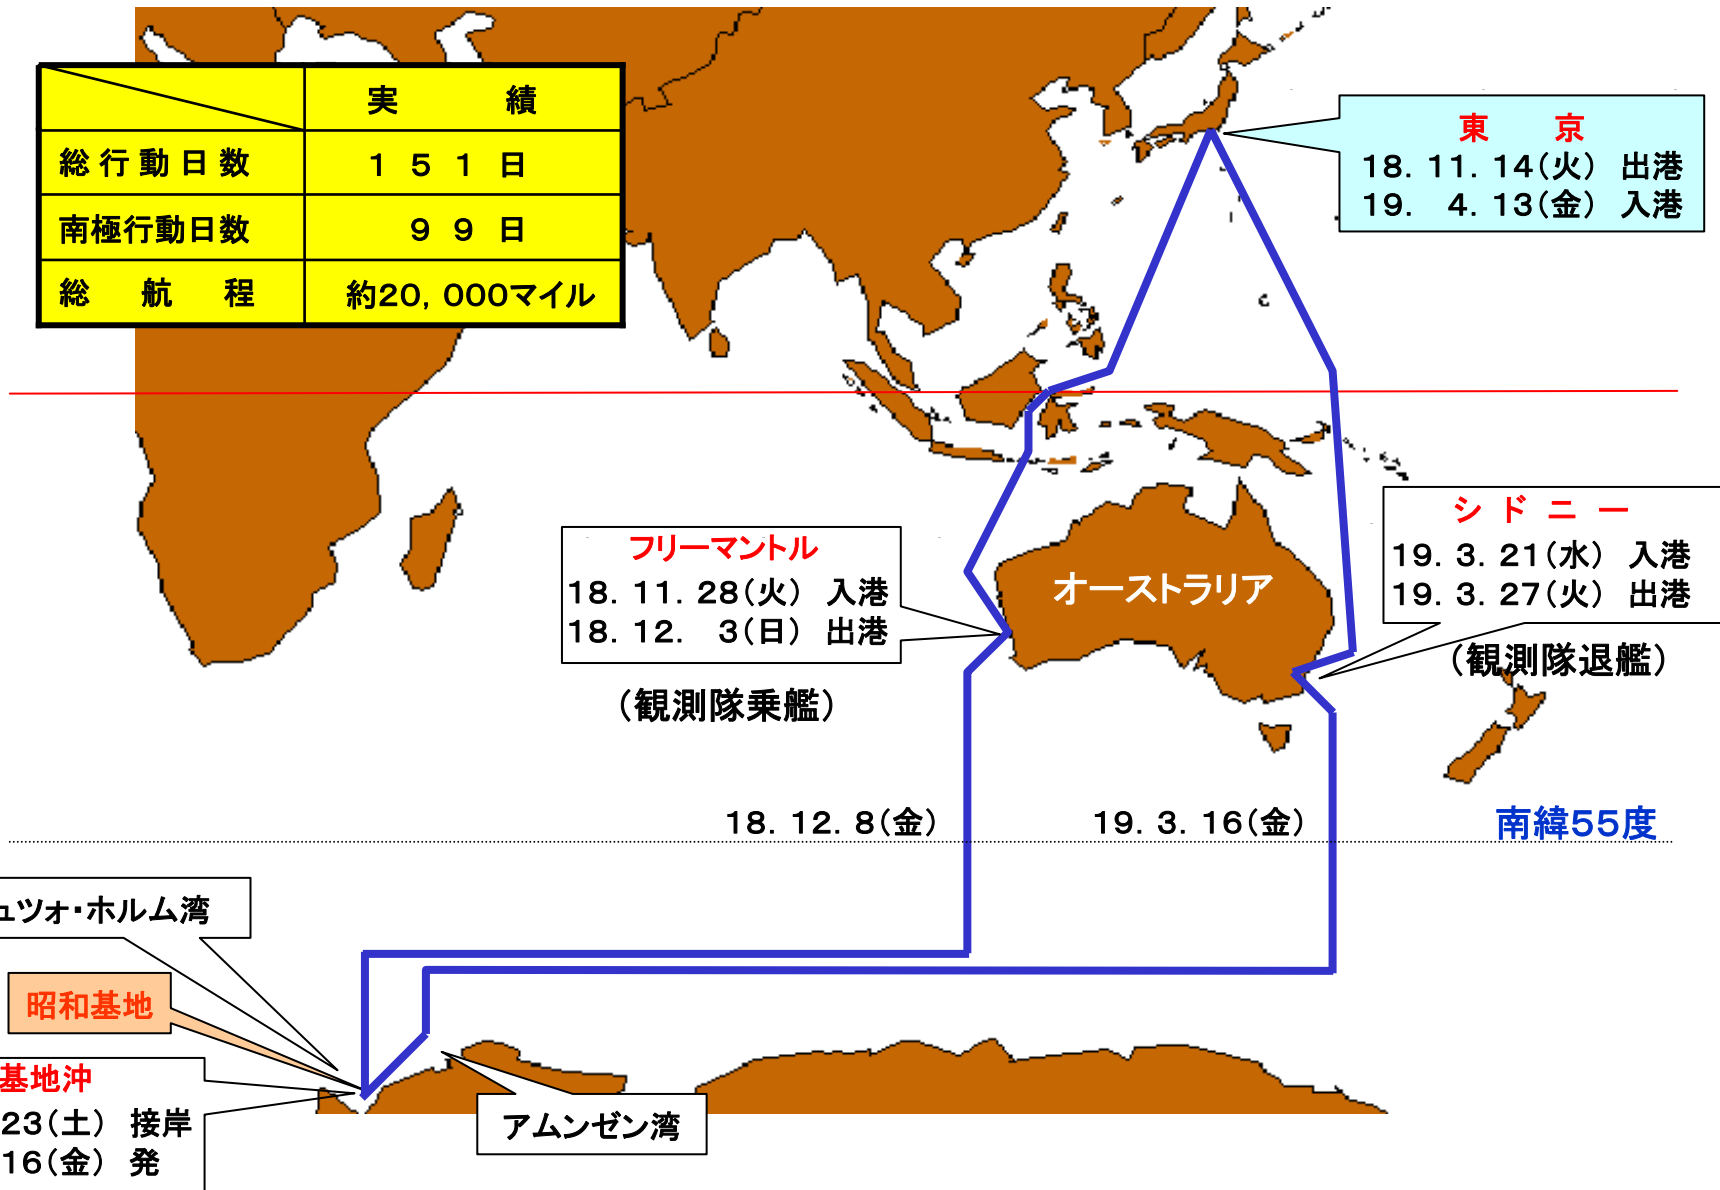 実 績
総行動日数 151日
南極行動日数 99日
総航程 約20,000マイル
東 京
18.11.14(火) 出港
19. 4.13(金) 入港
フリーマントル
18.11.28(火) 入港
18.12. 3(日) 出港
(観測隊乗艦)
オーストラリア
シドニー
19.3.21(水) 入港
19.3.27(火) 出港
(観測隊退艦)
18.12.8(金)
19.3.16(金)
南緯55度
ュツォ・ホルム湾
昭和基地
基地沖
23(土) 接岸
16(金) 発
アムンゼン湾